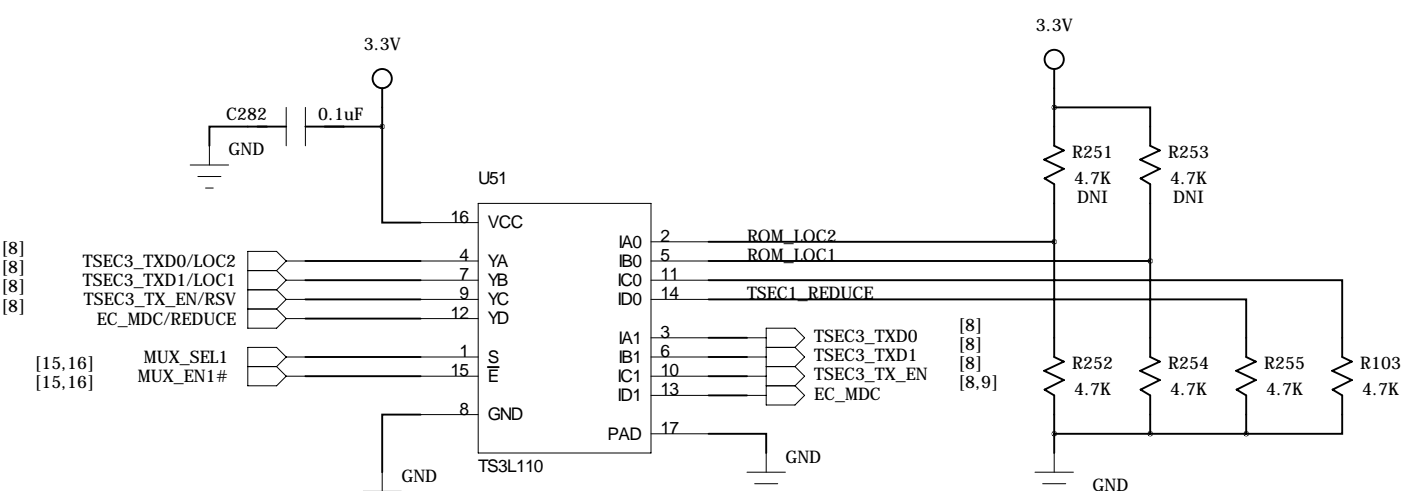 3.3V
3.3V
C282 0.1uF
GND
R251 4.7K DNI
R253 4.7K DNI
U51
16 VCC
[8] TSEC3_TXD0/LOC2 4 YA
[8] TSEC3_TXD1/LOC1 7 YB
[8] TSEC3_TX_EN/RSV 9 YC
[8] EC_MDC/REDUCE 12 YD
[15,16] MUX_SEL1 1 S
[15,16] MUX_EN1# 15 E
8 GND
GND
IA0 2 ROM_LOC2
IB0 5 ROM_LOC1
IC0 11
ID0 14 TSEC1_REDUCE
IA1 3 TSEC3_TXD0 [8]
IB1 6 TSEC3_TXD1 [8]
IC1 10 TSEC3_TX_EN [8]
ID1 13 EC_MDC [8,9]
PAD 17
GND
TS3L110
R252 4.7K
R254 4.7K
R255 4.7K
R103 4.7K
GND